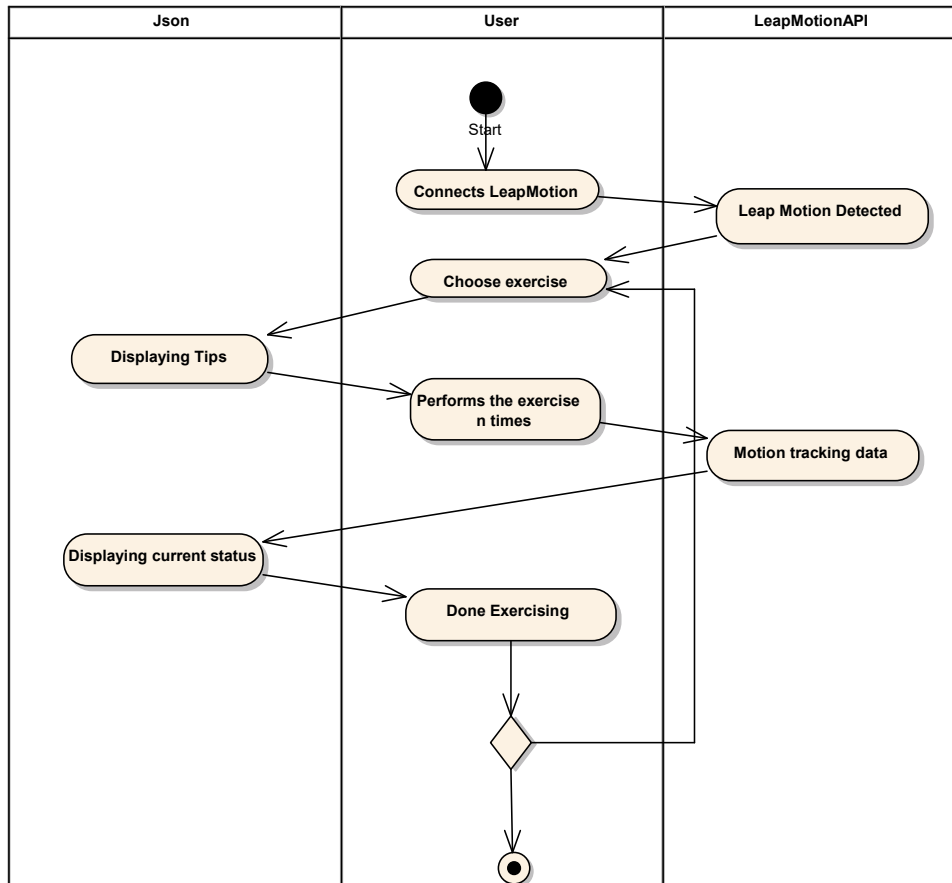 Json
User
LeapMotionAPI
Start
Connects LeapMotion
Leap Motion Detected
Choose exercise
Displaying Tips
Performs the exercise
n times
Motion tracking data
Displaying current status
Done Exercising